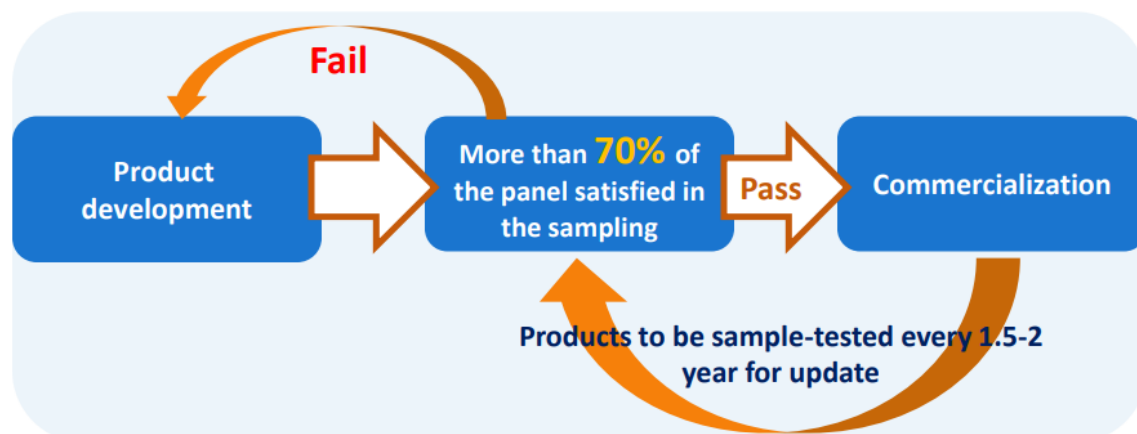 Fail
Product
development
More than 70% of
the panel satisfied in
the sampling
Pass
Commercialization
Products to be sample-tested every 1.5-2
year for update